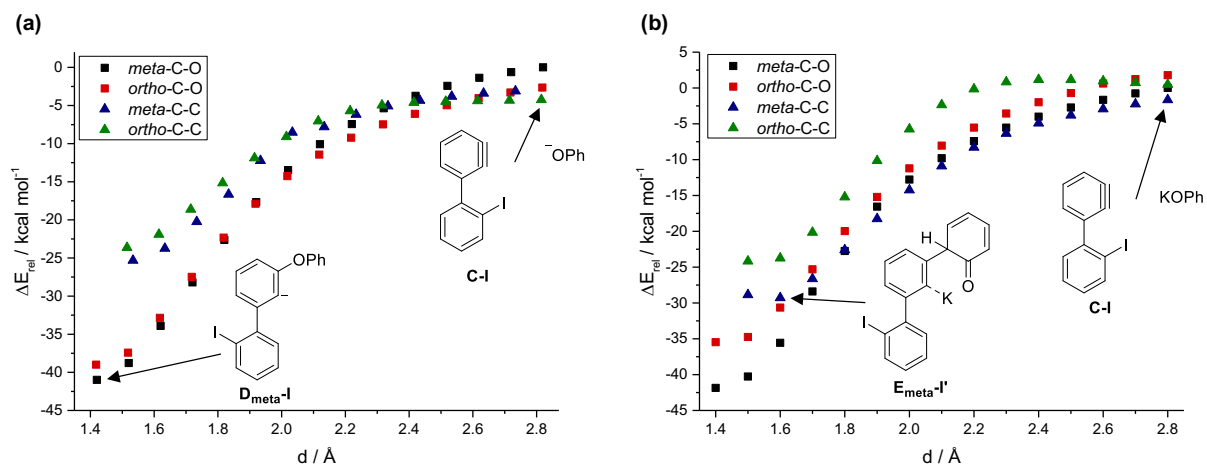 (a)
meta-C-O
ortho-C-O
meta-C-C
ortho-C-C
0
-5
-10
-15
-20
-25
-30
-35
-40
-45
ΔE_rel / kcal mol⁻¹
1.4 1.6 1.8 2.0 2.2 2.4 2.6 2.8
d / Å
⁻OPh
I
C-I
OPh
−
I
D_meta-I
(b)
meta-C-O
ortho-C-O
meta-C-C
ortho-C-C
5
0
-5
-10
-15
-20
-25
-30
-35
-40
-45
ΔE_rel / kcal mol⁻¹
1.4 1.6 1.8 2.0 2.2 2.4 2.6 2.8
d / Å
KOPh
I
C-I
H
O
K
I
E_meta-I'